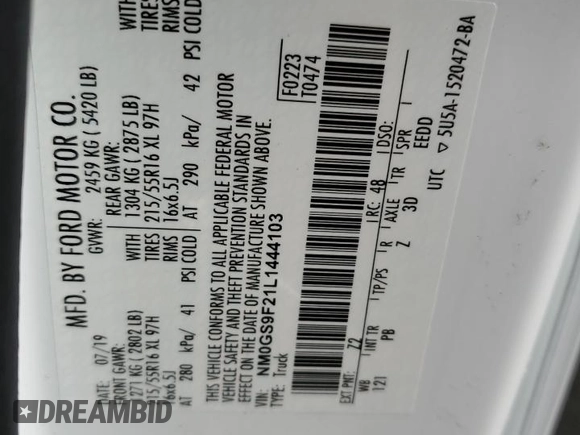 MFD. BY FORD MOTOR CO.
DATE: 07/19 GVWR: 2459 KG ( 5420 LB)
FRONT GAWR: WITH REAR GAWR: WITH
1271 KG ( 2802 LB) TIRES 1304 KG ( 2875 LB) TIRES
215/55R16 XL 97H RIMS 215/55R16 XL 97H RIMS
16x6.5J 16x6.5J
AT 280 kPa/ 41 PSI COLD AT 290 kPa/ 42 PSI COLD
THIS VEHICLE CONFORMS TO ALL APPLICABLE FEDERAL MOTOR
VEHICLE SAFETY AND THEFT PREVENTION STANDARDS IN
EFFECT ON THE DATE OF MANUFACTURE SHOWN ABOVE.
F0223
T0474
NM0GS9F21L1444103
TYPE: Truck
EXT PNT: Z2 RC: 48 DSO:
WB INT TR TP/PS R AXLE TR SPR
121 PB Z 3D EEDD
UTC ▽ 5U5A-1520472-BA
DREAMBID